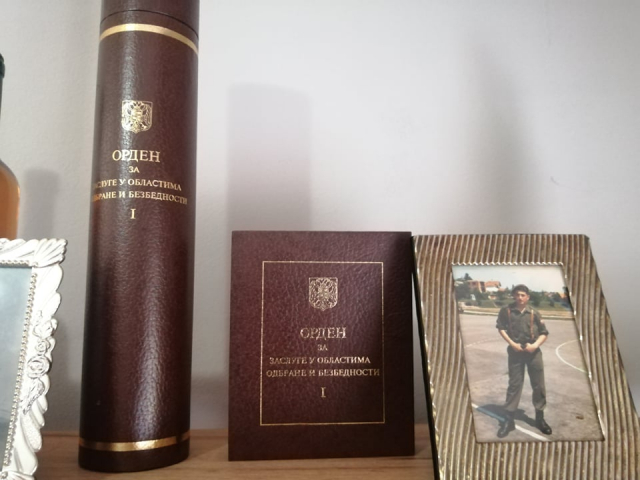 ОРДЕН
ЗА
ЗАСЛУГЕ У ОБЛАСТИМА
ОДБРАНЕ И БЕЗБЕДНОСТИ
I
ОРДЕН
ЗА
ЗАСЛУГЕ У ОБЛАСТИМА
ОДБРАНЕ И БЕЗБЕДНОСТИ
I